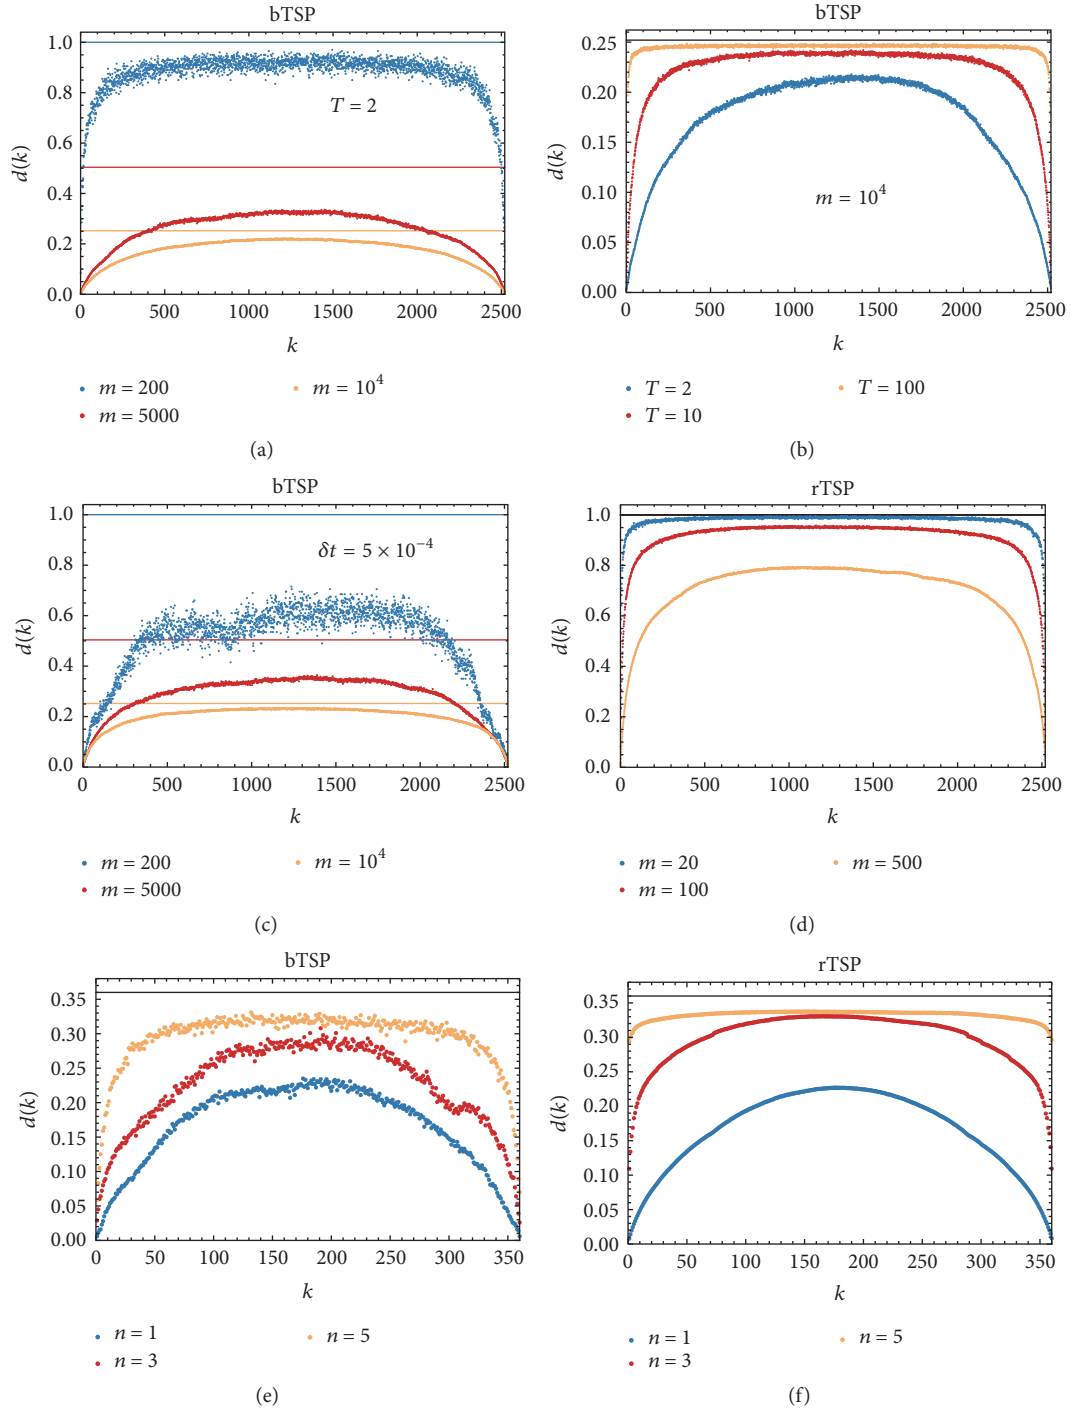 bTSP
1.0
0.8
0.6
0.4
0.2
0.0
d(k)
T = 2
0 500 1000 1500 2000 2500
k
m = 200
m = 10⁴
m = 5000
(a)
bTSP
0.25
0.20
0.15
0.10
0.05
0.00
d(k)
m = 10⁴
0 500 1000 1500 2000 2500
k
T = 2
T = 100
T = 10
(b)
bTSP
1.0
0.8
0.6
0.4
0.2
0.0
d(k)
δt = 5 × 10⁻⁴
0 500 1000 1500 2000 2500
k
m = 200
m = 10⁴
m = 5000
(c)
rTSP
1.0
0.8
0.6
0.4
0.2
0.0
d(k)
0 500 1000 1500 2000 2500
k
m = 20
m = 500
m = 100
(d)
bTSP
0.35
0.30
0.25
0.20
0.15
0.10
0.05
0.00
d(k)
0 50 100 150 200 250 300 350
k
n = 1
n = 5
n = 3
(e)
rTSP
0.35
0.30
0.25
0.20
0.15
0.10
0.05
0.00
d(k)
0 50 100 150 200 250 300 350
k
n = 1
n = 5
n = 3
(f)